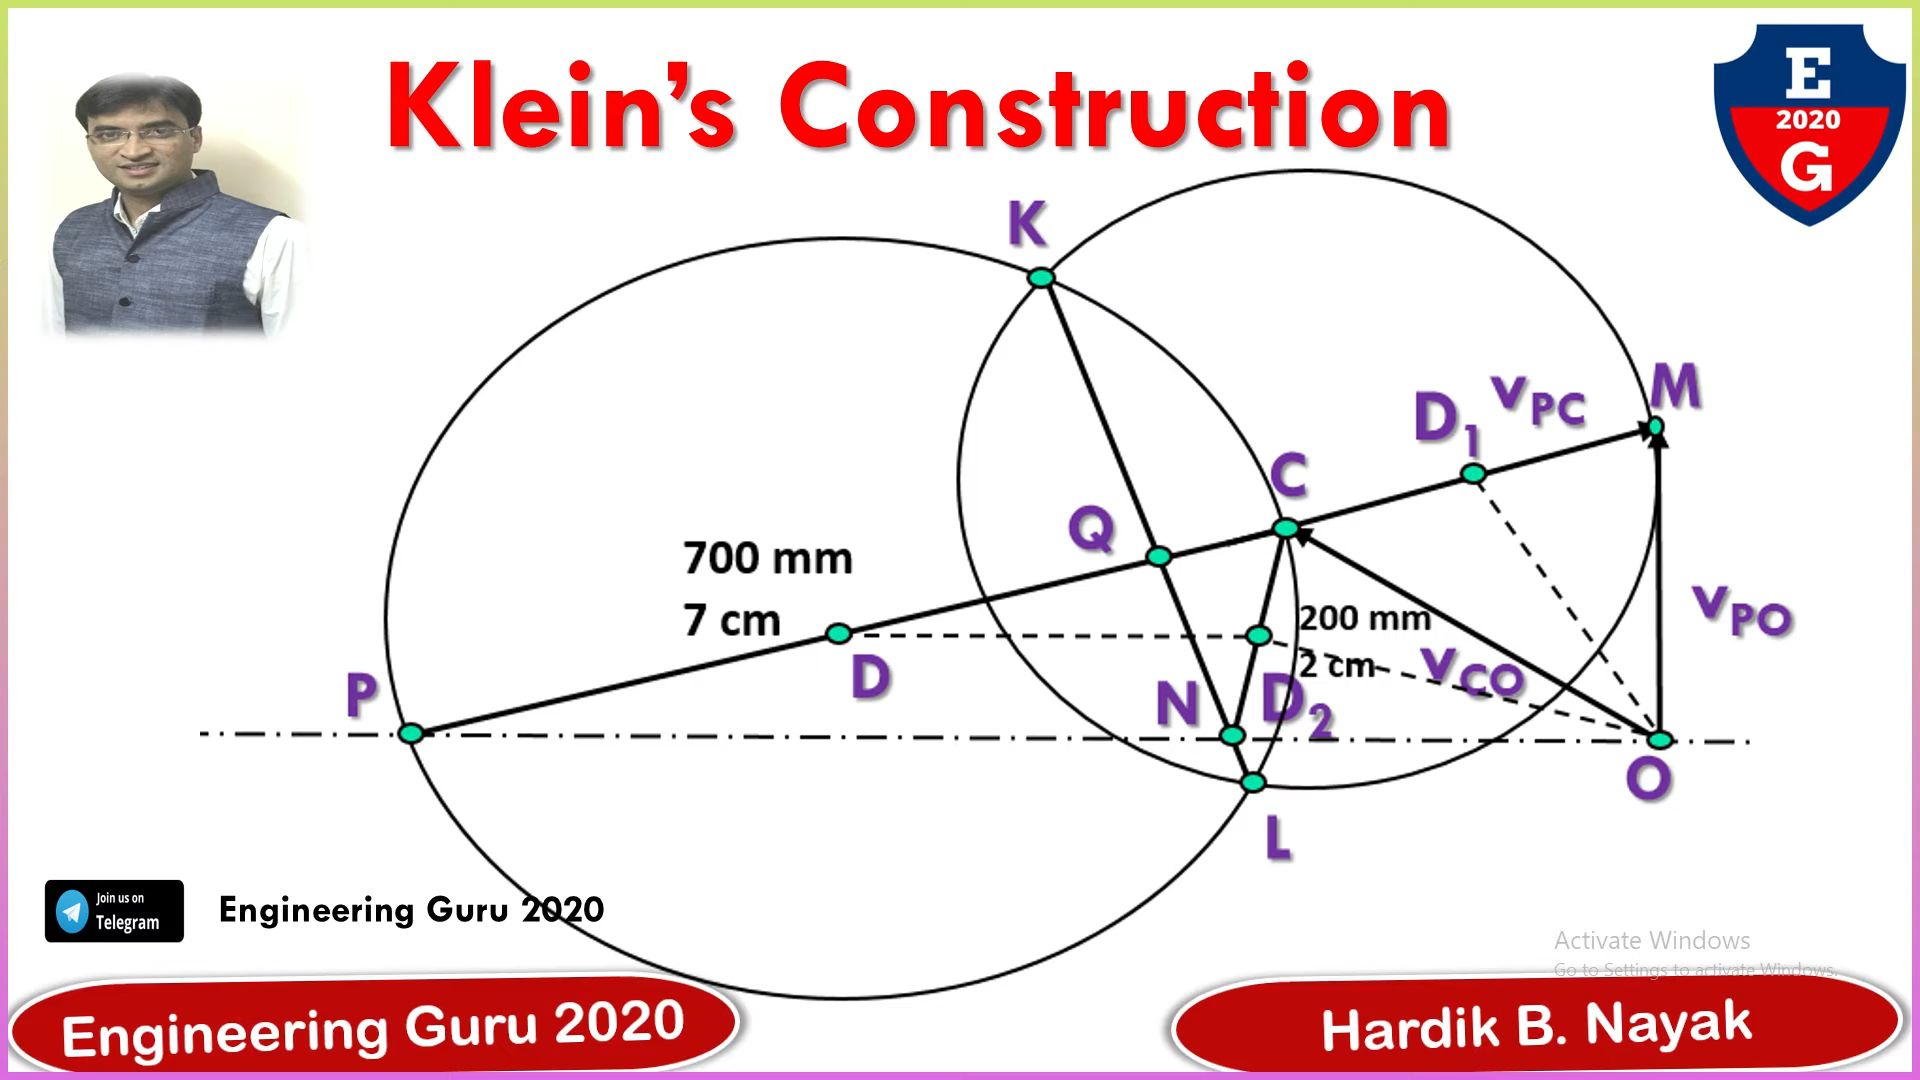 Klein's Construction
E
2020
G
K
M
D1 vPC
C
Q
700 mm
7 cm
200 mm
2 cm
vPO
vCO
P
D
N
D2
O
L
Join us on
Telegram
Engineering Guru 2020
Activate Windows
Go to Settings to activate Windows.
Engineering Guru 2020
Hardik B. Nayak